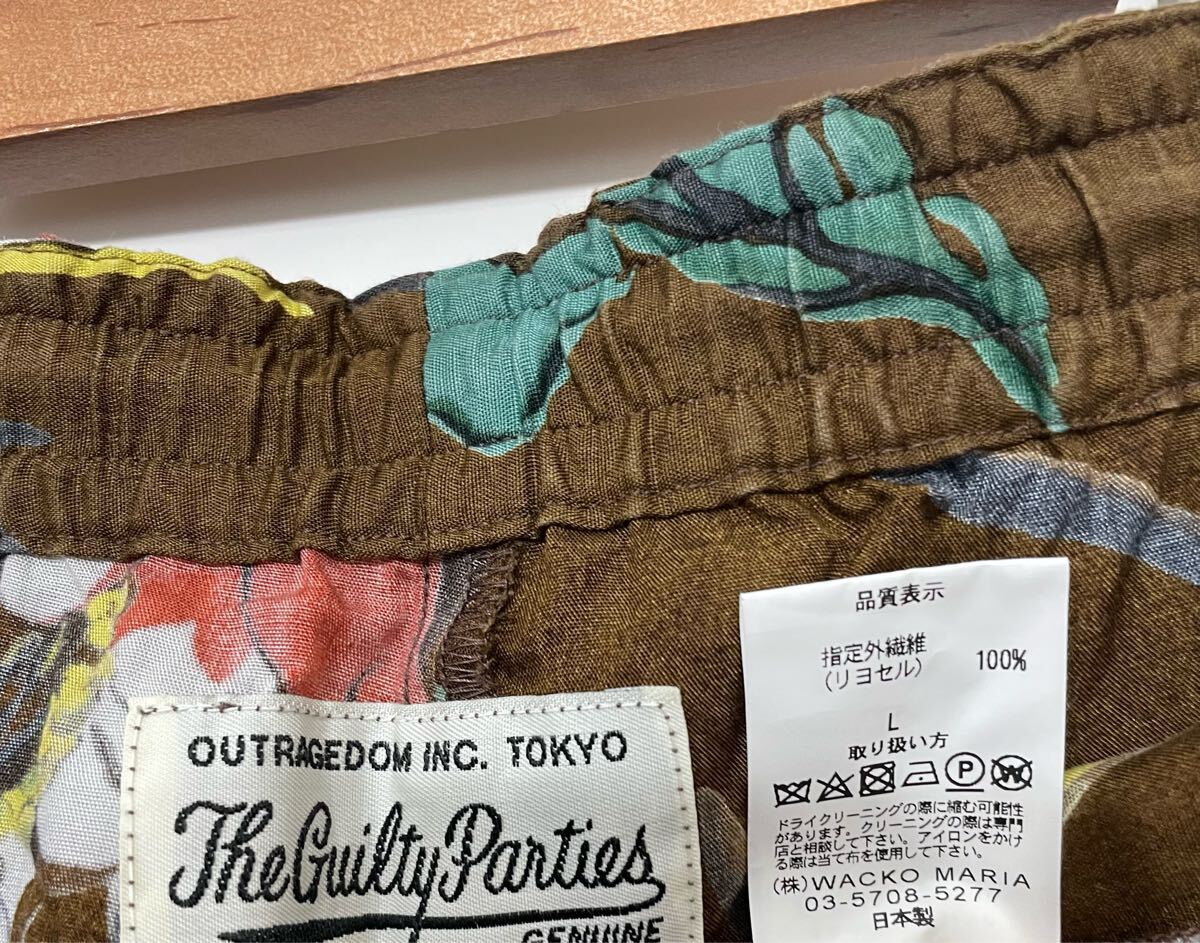 OUTRAGEDOM INC. TOKYO
The Guilty Parties
GENUINE
品質表示
指定外繊維
(リヨセル) 100%
L
取り扱い方
P W
ドライクリーニングの際に縮む可能性
があります。クリーニングの際は専門
店と相談して下さい。アイロンをかけ
る際は当て布を使用して下さい。
(株)WACKO MARIA
03-5708-5277
日本製